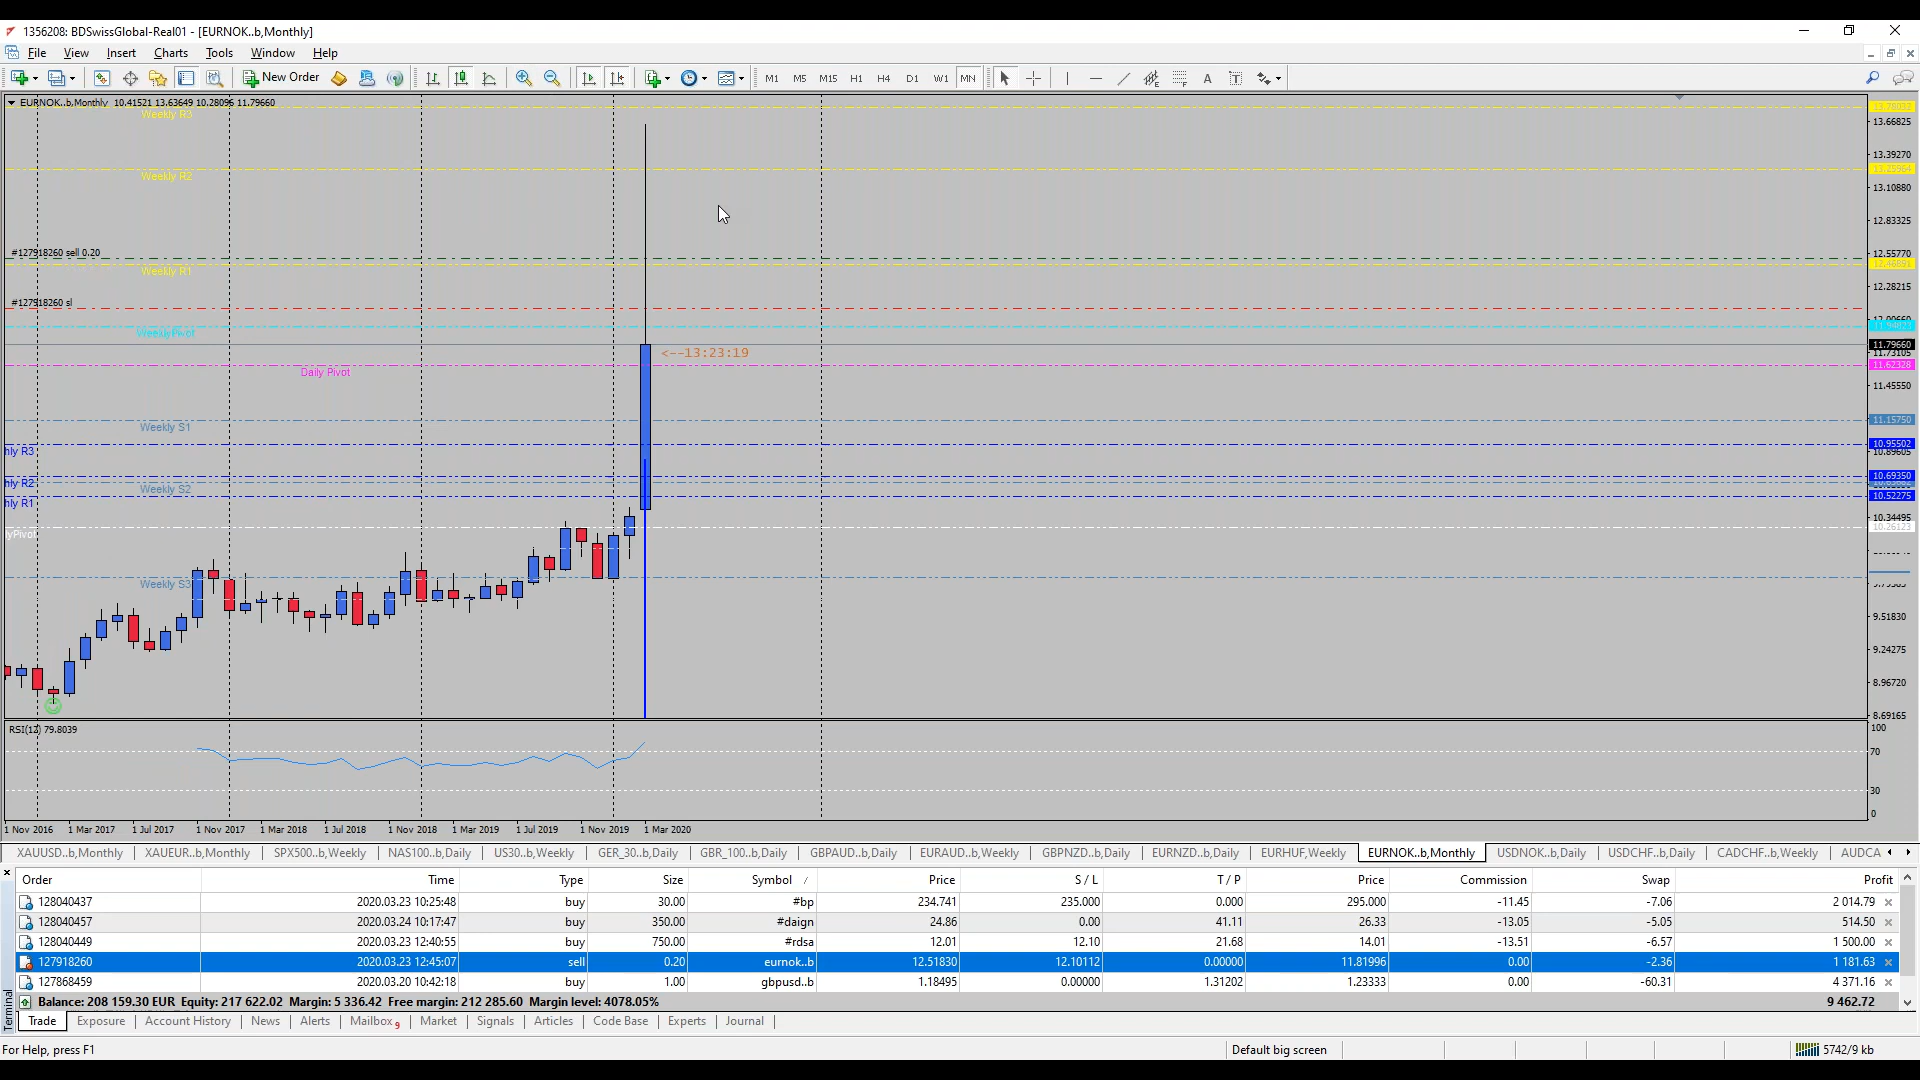 1356208: BDSwissGlobal-Real01 - [EURNOK..b,Monthly]
File View Insert Charts Tools Window Help
New Order M1 M5 M15 H1 H4 D1 W1 MN A T
EURNOK..b,Monthly 10.41521 13.63649 10.28096 11.79660
Weekly R3
13.66825
13.39270
Weekly R2
13.10880
12.83325
#127918260 sell 0.20
12.55770
Weekly R1
12.28215
#127918260 sl
WeeklyPivot
11.94823
11.79660
<--13:23:19
11.73105
11.62328
Daily Pivot
11.45550
11.15750
Weekly S1
10.95502
hly R3
10.89605
10.69350
hly R2
Weekly S2
10.52275
hly R1
10.34495
10.26123
lyPivot
Weekly S3
9.51830
9.24275
8.96720
8.69165
RSI(12) 79.8039
100
70
30
0
1 Nov 2016 1 Mar 2017 1 Jul 2017 1 Nov 2017 1 Mar 2018 1 Jul 2018 1 Nov 2018 1 Mar 2019 1 Jul 2019 1 Nov 2019 1 Mar 2020
XAUUSD..b,Monthly XAUEUR..b,Monthly SPX500..b,Weekly NAS100..b,Daily US30..b,Weekly GER_30..b,Daily GBR_100..b,Daily GBPAUD..b,Daily EURAUD..b,Weekly GBPNZD..b,Daily EURNZD..b,Daily EURHUF,Weekly EURNOK..b,Monthly USDNOK..b,Daily USDCHF..b,Daily CADCHF..b,Weekly AUDCA
Order Time Type Size Symbol / Price S / L T / P Price Commission Swap Profit
128040437 2020.03.23 10:25:48 buy 30.00 #bp 234.741 235.000 0.000 295.000 -11.45 -7.06 2 014.79
128040457 2020.03.24 10:17:47 buy 350.00 #daign 24.86 0.00 41.11 26.33 -13.05 -5.05 514.50
128040449 2020.03.23 12:40:55 buy 750.00 #rdsa 12.01 12.10 21.68 14.01 -13.51 -6.57 1 500.00
127918260 2020.03.23 12:45:07 sell 0.20 eurnok..b 12.51830 12.10112 0.00000 11.81996 0.00 -2.36 1 181.63
127868459 2020.03.20 10:42:18 buy 1.00 gbpusd..b 1.18495 0.00000 1.31202 1.23333 0.00 -60.31 4 371.16
Balance: 208 159.30 EUR Equity: 217 622.02 Margin: 5 336.42 Free margin: 212 285.60 Margin level: 4078.05% 9 462.72
Terminal
Trade Exposure Account History News Alerts Mailbox 9 Market Signals Articles Code Base Experts Journal
For Help, press F1 Default big screen 5742/9 kb